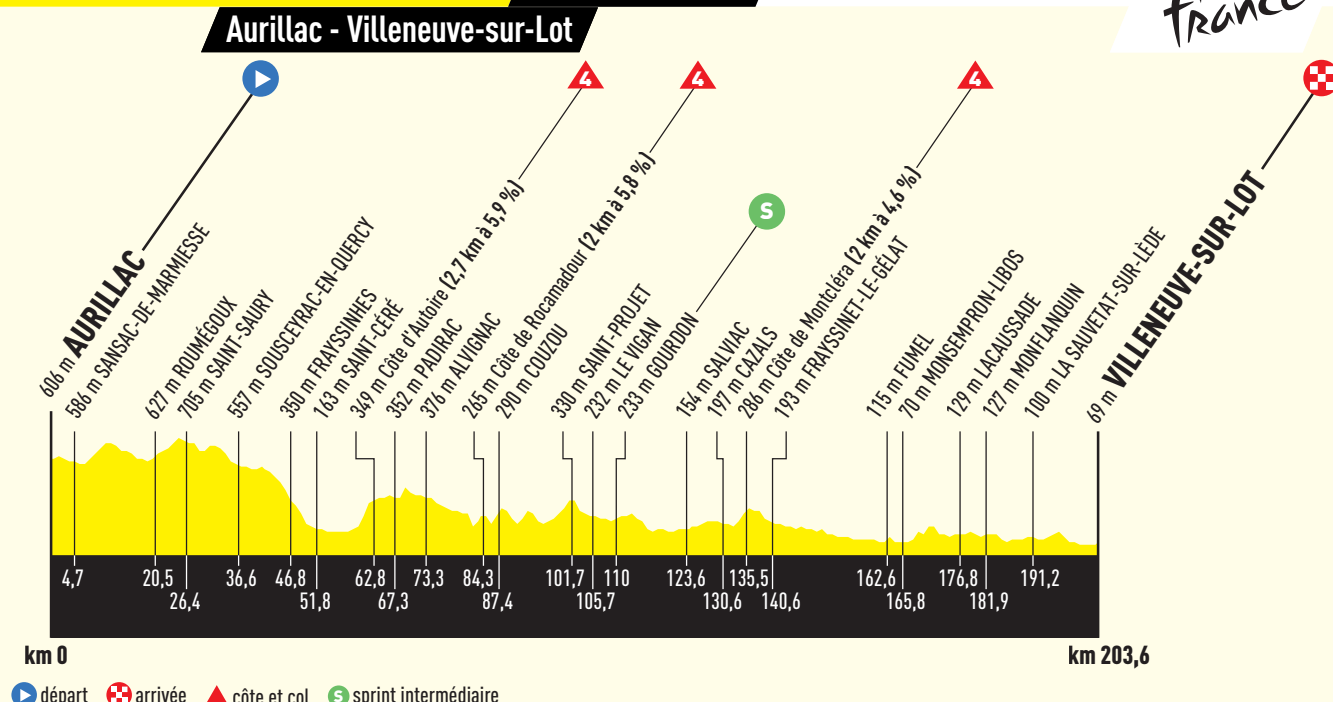 france
Aurillac - Villeneuve-sur-Lot
4
4
4
S
606 m AURILLAC
586 m SANSAC-DE-MARMIESSE
627 m ROUMÉGOUX
705 m SAINT-SAURY
557 m SOUSCEYRAC-EN-QUERCY
350 m FRAYSSINHES
163 m SAINT-CÉRÉ
349 m Côte d'Autoire (2,7 km à 5,9 %)
352 m PADIRAC
376 m ALVIGNAC
265 m Côte de Rocamadour (2 km à 5,8 %)
290 m COUZOU
330 m SAINT-PROJET
232 m LE VIGAN
233 m GOURDON
154 m SALVIAC
197 m CAZALS
286 m Côte de Montcléra (2 km à 4,6 %)
193 m FRAYSSINET-LE-GÉLAT
115 m FUMEL
70 m MONSEMPRON-LIBOS
129 m LACAUSSADE
127 m MONFLANQUIN
100 m LA SAUVETAT-SUR-LÈDE
69 m VILLENEUVE-SUR-LOT
4,7 20,5 36,6 46,8 62,8 73,3 84,3 101,7 110 123,6 135,5 162,6 176,8 191,2
26,4 51,8 67,3 87,4 105,7 130,6 140,6 165,8 181,9
km 0 km 203,6
départ arrivée côte et col S sprint intermédiaire